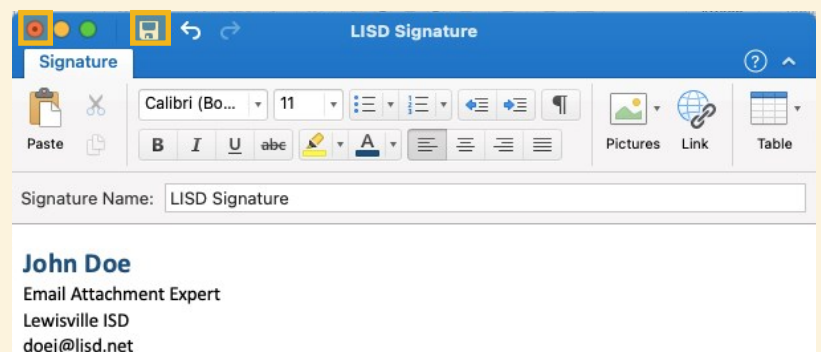 LISD Signature
Signature
?
Calibri (Bo... 11
Paste
B I U abe A
Pictures Link Table
Signature Name: LISD Signature
John Doe
Email Attachment Expert
Lewisville ISD
doej@lisd.net